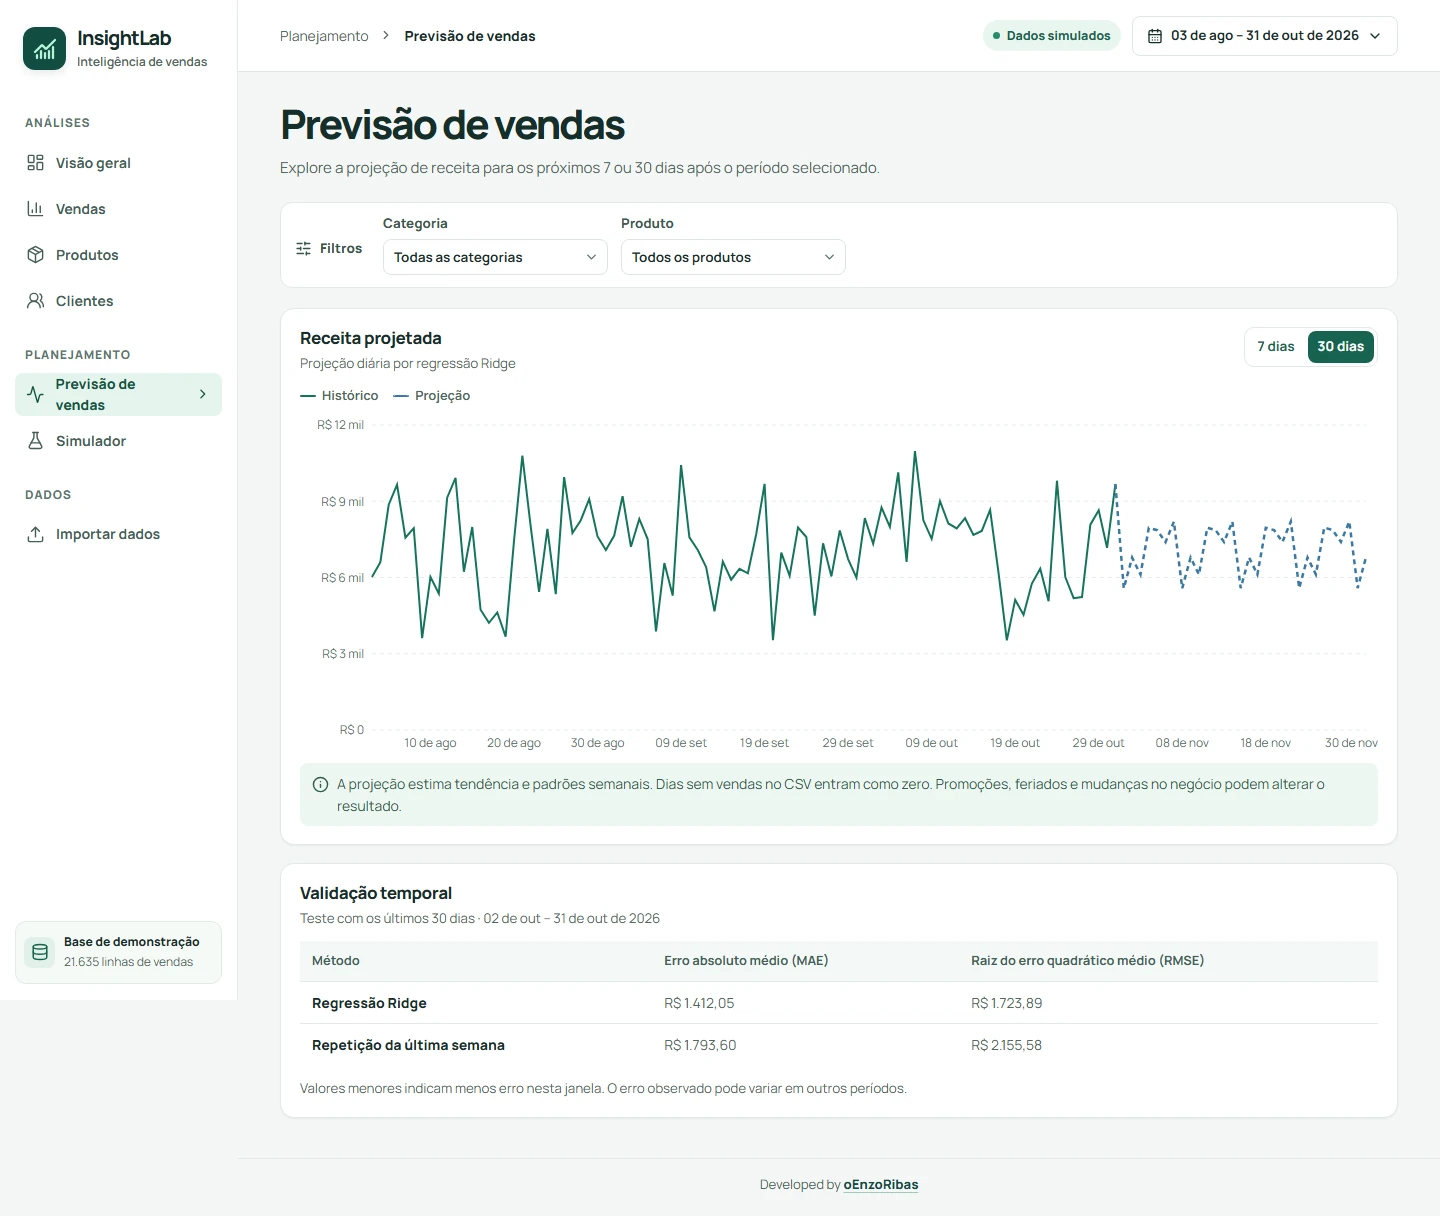 InsightLab
Inteligência de vendas
ANÁLISES
Visão geral
Vendas
Produtos
Clientes
PLANEJAMENTO
Previsão de
vendas
Simulador
DADOS
Importar dados
Base de demonstração
21.635 linhas de vendas
Planejamento > Previsão de vendas
Dados simulados
03 de ago – 31 de out de 2026
Previsão de vendas
Explore a projeção de receita para os próximos 7 ou 30 dias após o período selecionado.
Filtros
Categoria
Todas as categorias
Produto
Todos os produtos
Receita projetada
Projeção diária por regressão Ridge
7 dias
30 dias
Histórico
Projeção
R$ 12 mil
R$ 9 mil
R$ 6 mil
R$ 3 mil
R$ 0
10 de ago
20 de ago
30 de ago
09 de set
19 de set
29 de set
09 de out
19 de out
29 de out
08 de nov
18 de nov
30 de nov
A projeção estima tendência e padrões semanais. Dias sem vendas no CSV entram como zero. Promoções, feriados e mudanças no negócio podem alterar o
resultado.
Validação temporal
Teste com os últimos 30 dias · 02 de out – 31 de out de 2026
Método
Erro absoluto médio (MAE)
Raiz do erro quadrático médio (RMSE)
Regressão Ridge
R$ 1.412,05
R$ 1.723,89
Repetição da última semana
R$ 1.793,60
R$ 2.155,58
Valores menores indicam menos erro nesta janela. O erro observado pode variar em outros períodos.
Developed by oEnzoRibas